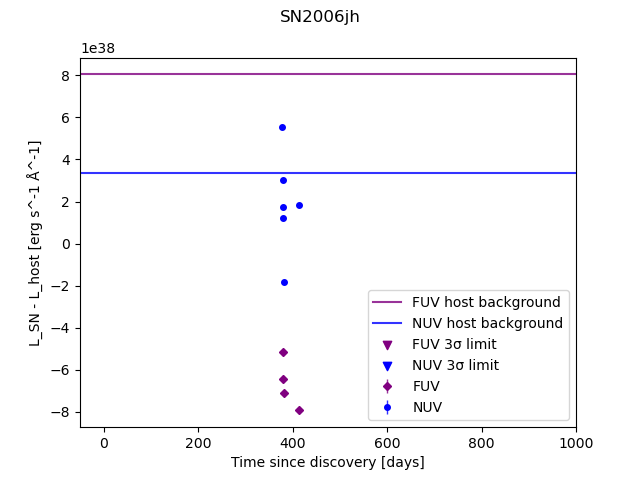 SN2006jh
1e38
8
6
4
2
0
−2
−4
−6
−8
L_SN - L_host [erg s^-1 Å^-1]
FUV host background
NUV host background
FUV 3σ limit
NUV 3σ limit
FUV
NUV
0 200 400 600 800 1000
Time since discovery [days]